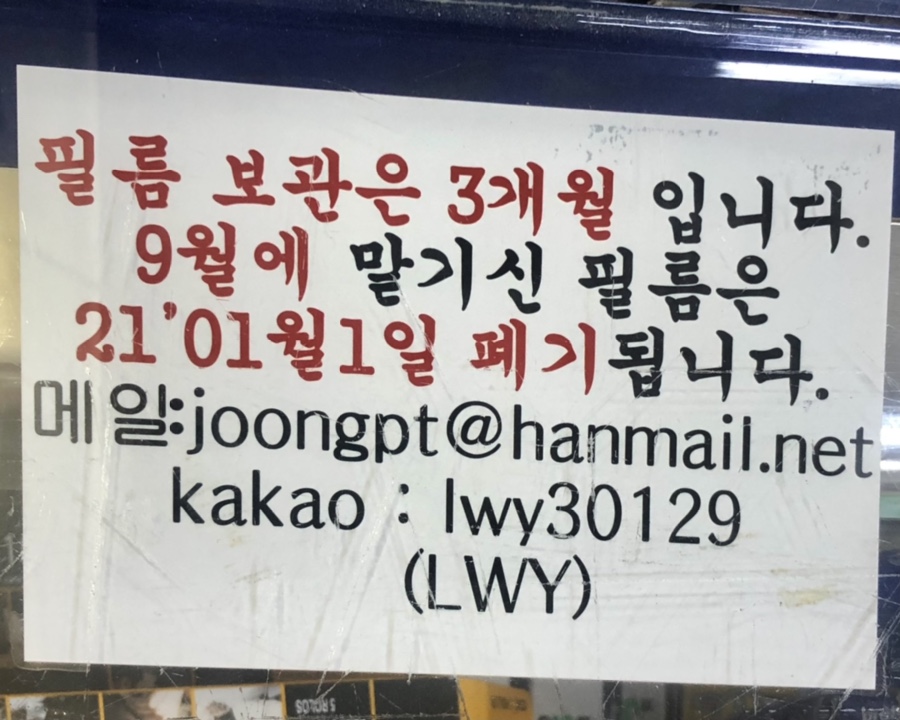 필름 보관은 3개월 입니다.
9월에 맡기신 필름은
21'01월1일 폐기됩니다.
메일:joongpt@hanmail.net
kakao : lwy30129
(LWY)